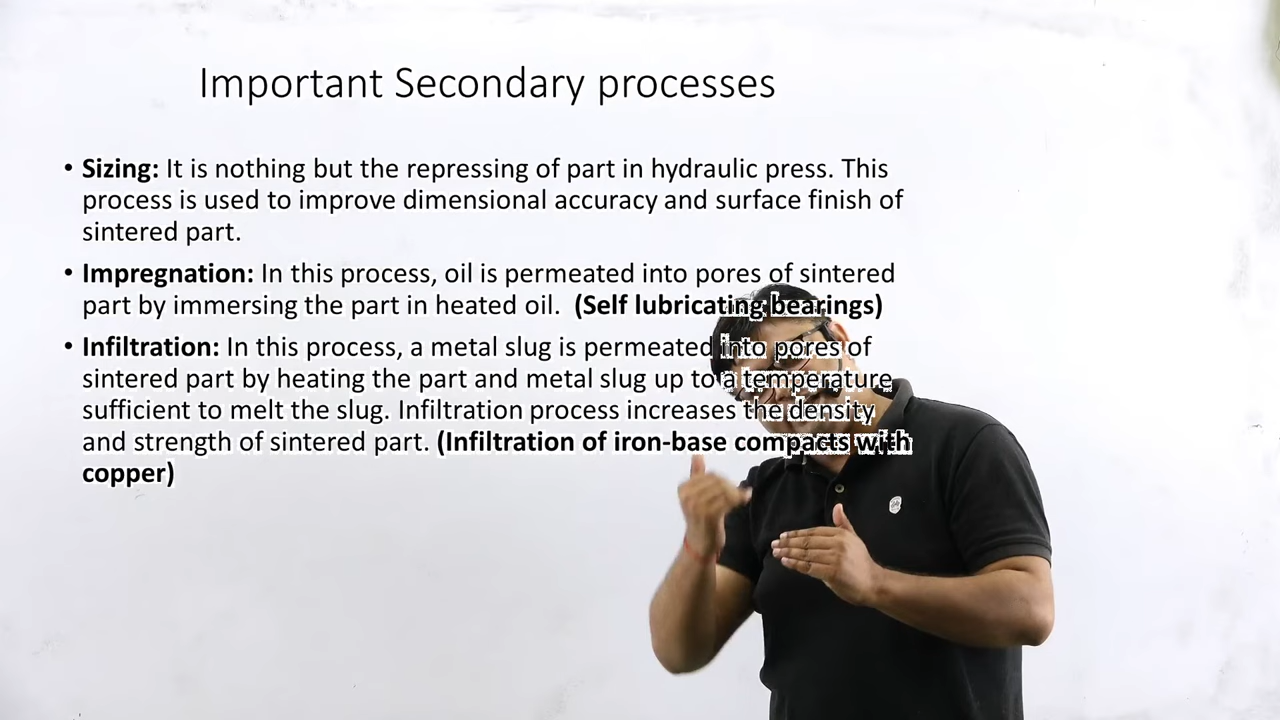 Important Secondary processes
• Sizing: It is nothing but the repressing of part in hydraulic press. This
process is used to improve dimensional accuracy and surface finish of
sintered part.
• Impregnation: In this process, oil is permeated into pores of sintered
part by immersing the part in heated oil. (Self lubricating bearings)
• Infiltration: In this process, a metal slug is permeated into pores of
sintered part by heating the part and metal slug up to a temperature
sufficient to melt the slug. Infiltration process increases the density
and strength of sintered part. (Infiltration of iron-base compacts with
copper)